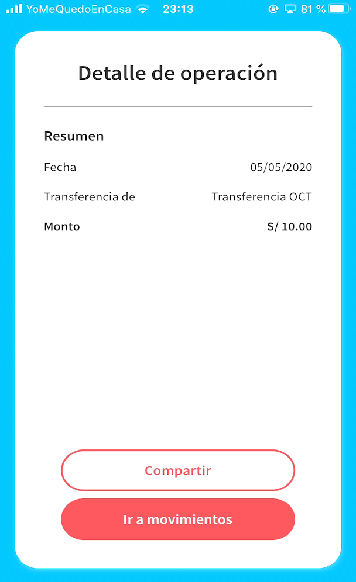 YoMeQuedoEnCasa 23:13 81 %
Detalle de operación
Resumen
Fecha 05/05/2020
Transferencia de Transferencia OCT
Monto S/ 10.00
Compartir
Ir a movimientos